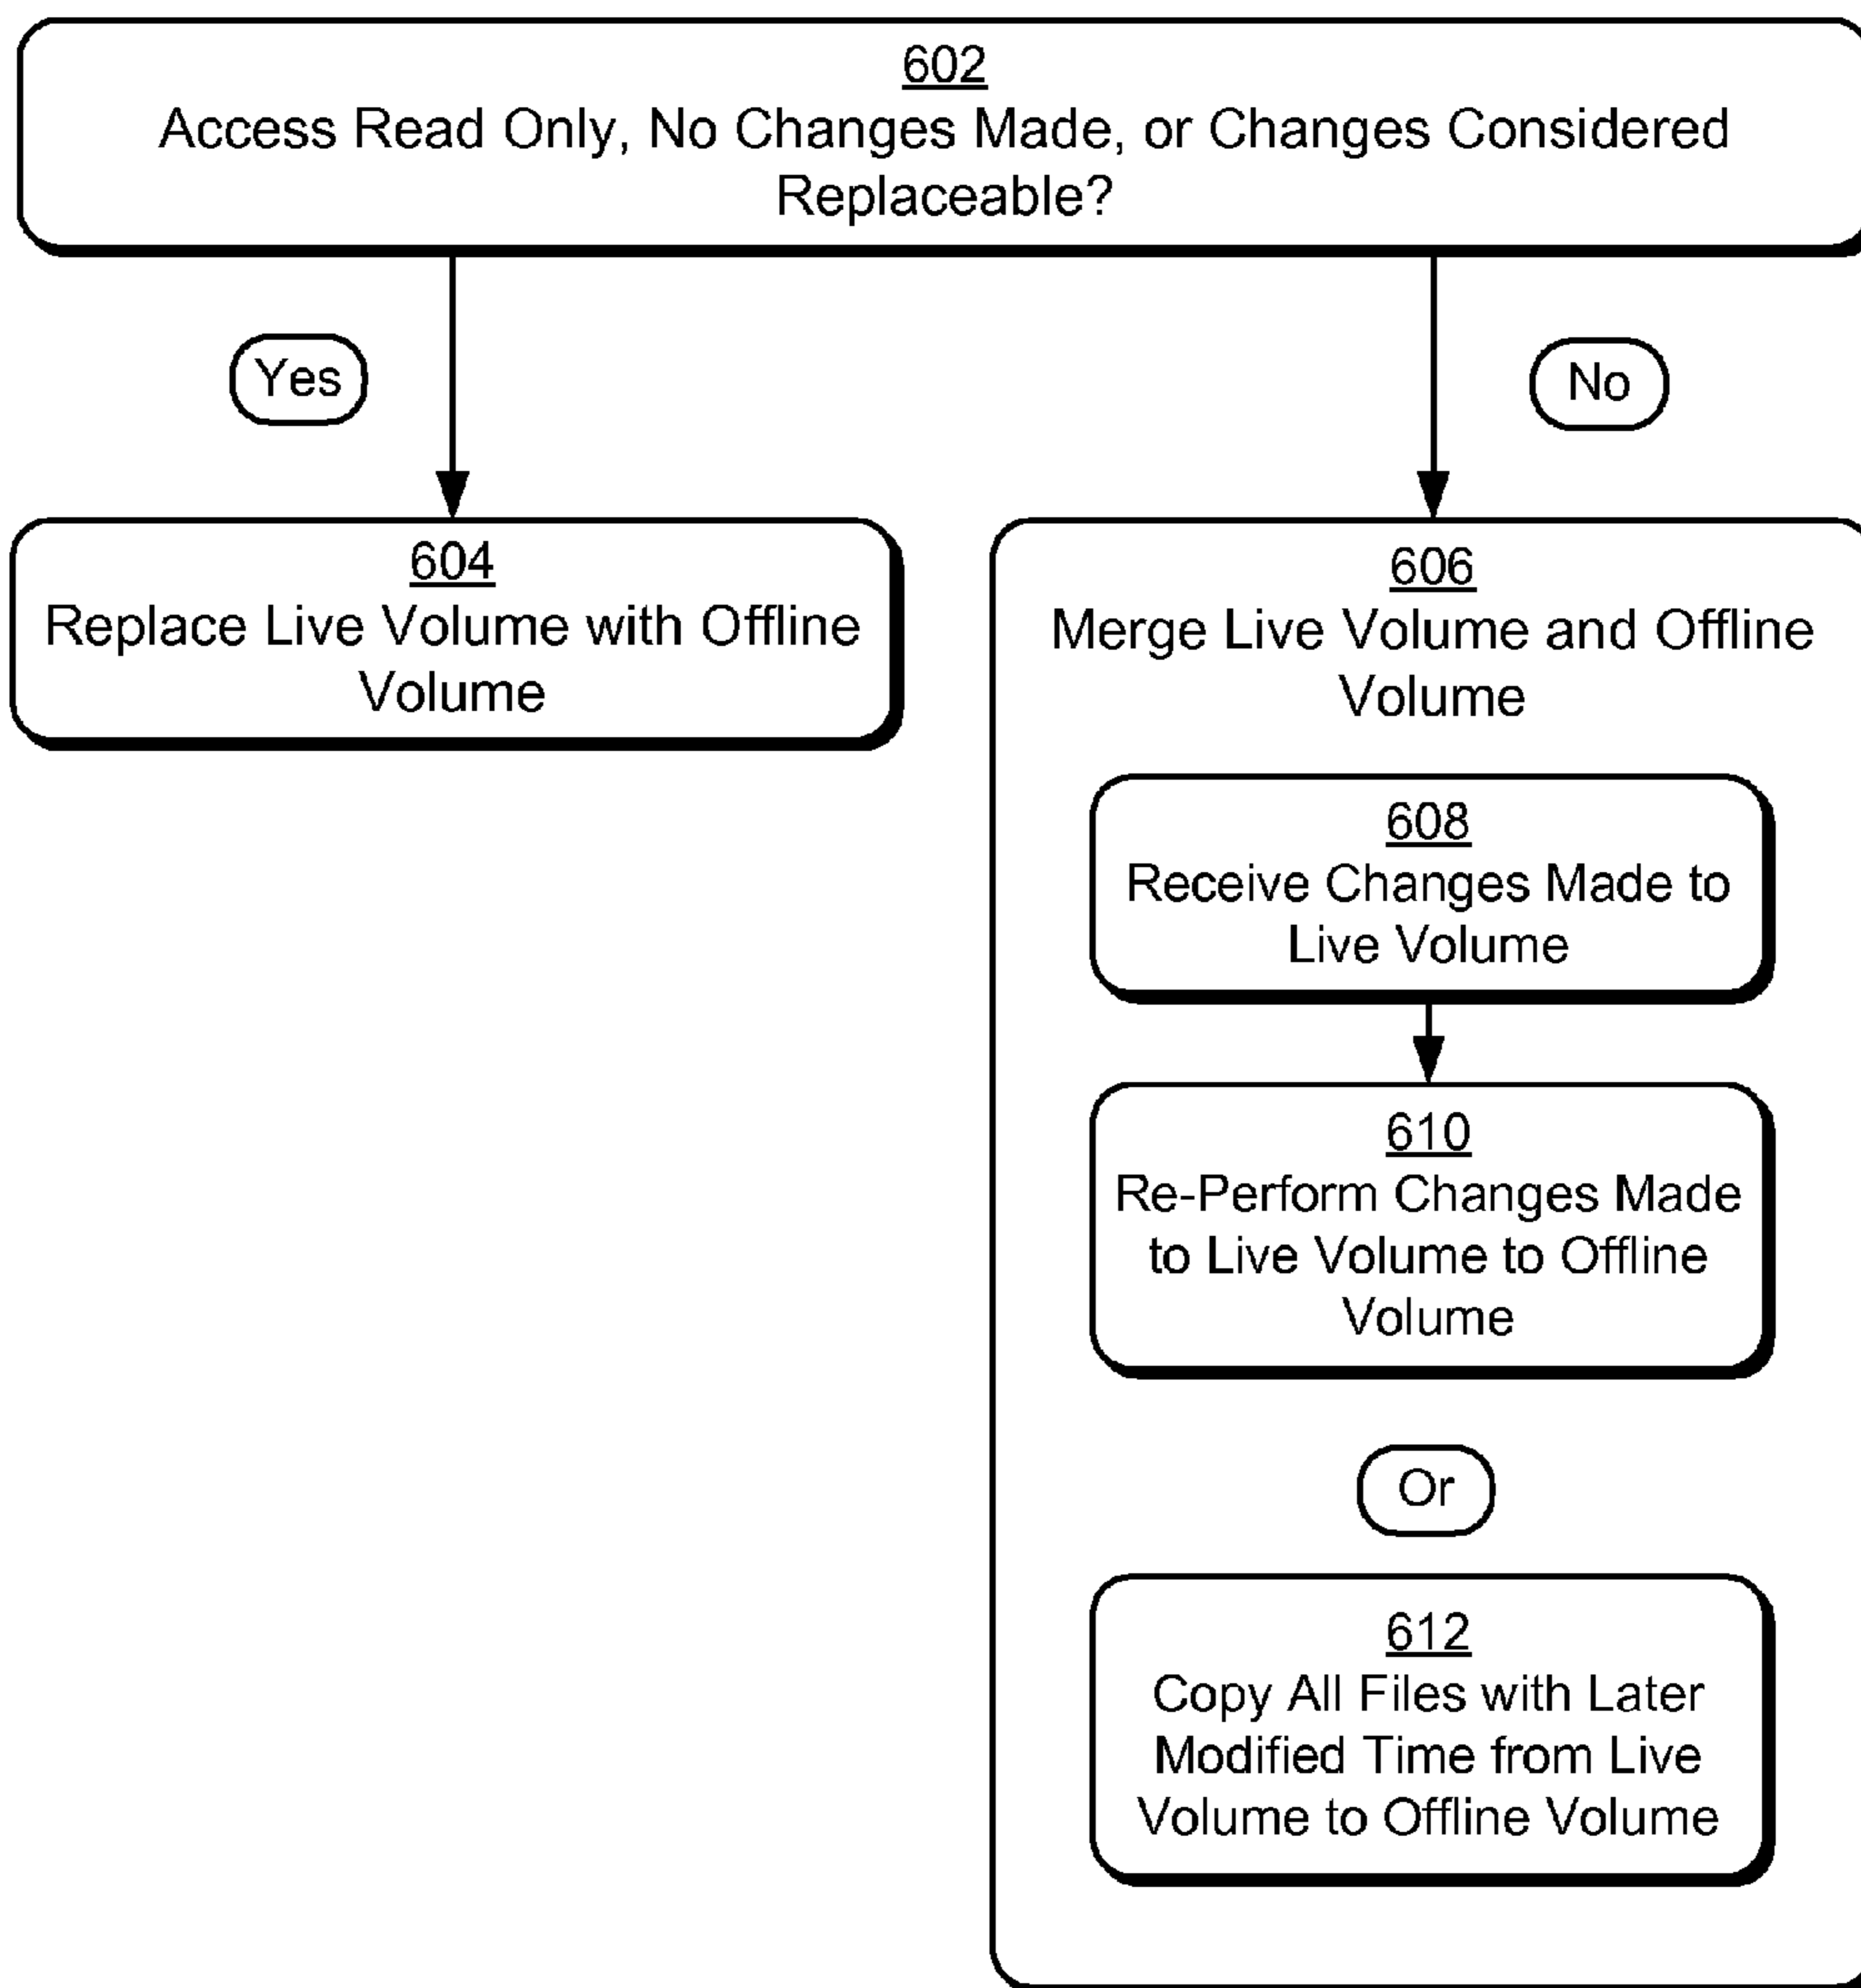 602
Access Read Only, No Changes Made, or Changes Considered
Replaceable?
Yes
No
604
Replace Live Volume with Offline
Volume
606
Merge Live Volume and Offline
Volume
608
Receive Changes Made to
Live Volume
610
Re-Perform Changes Made
to Live Volume to Offline
Volume
Or
612
Copy All Files with Later
Modified Time from Live
Volume to Offline Volume